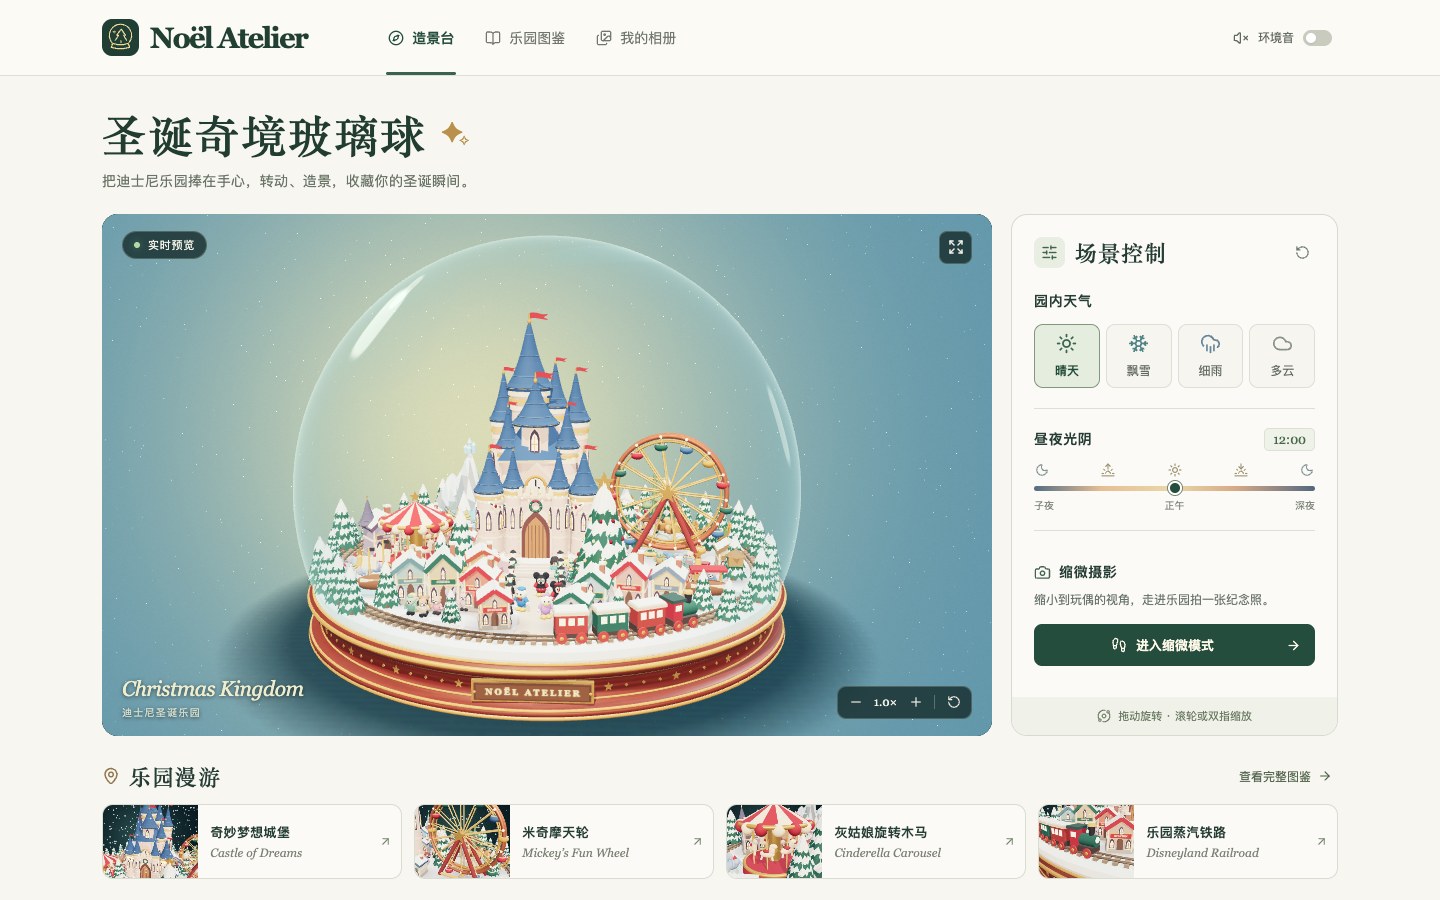 Noël Atelier
造景台
乐园图鉴
我的相册
环境音
圣诞奇境玻璃球
把迪士尼乐园捧在手心，转动、造景，收藏你的圣诞瞬间。
实时预览
NOËL ATELIER
Christmas Kingdom
迪士尼圣诞乐园
1.0×
场景控制
园内天气
晴天
飘雪
细雨
多云
昼夜光阴
12:00
子夜
正午
深夜
缩微摄影
缩小到玩偶的视角，走进乐园拍一张纪念照。
进入缩微模式
拖动旋转 · 滚轮或双指缩放
乐园漫游
查看完整图鉴
奇妙梦想城堡
Castle of Dreams
米奇摩天轮
Mickey's Fun Wheel
灰姑娘旋转木马
Cinderella Carousel
乐园蒸汽铁路
Disneyland Railroad